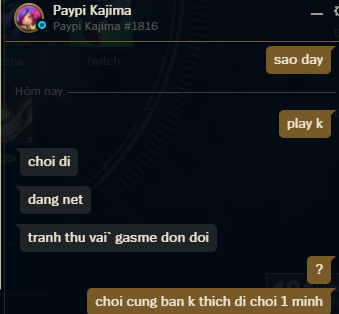 Paypi Kajima
Paypi Kajima #1816
sao day
Twitch
Hôm nay
play k
choi di
dang net
tranh thu vai` gasme don doi
?
choi cung ban k thich di choi 1 minh